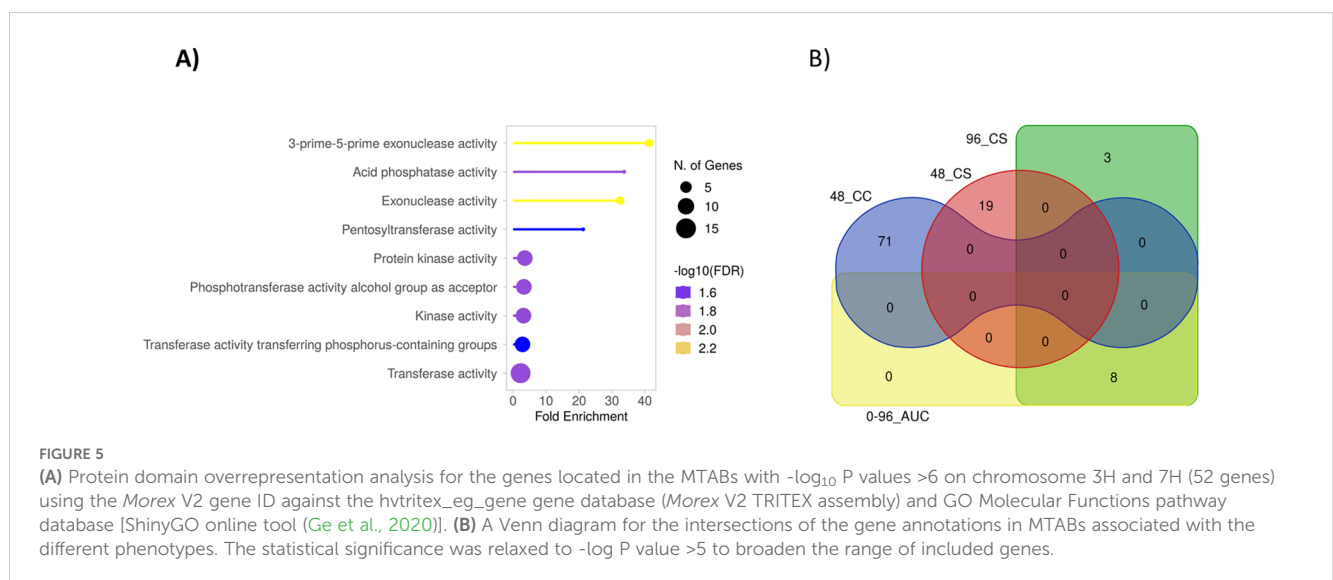 A)
3-prime-5-prime exonuclease activity
Acid phosphatase activity
Exonuclease activity
Pentosyltransferase activity
Protein kinase activity
Phosphotransferase activity alcohol group as acceptor
Kinase activity
Transferase activity transferring phosphorus-containing groups
Transferase activity
0 10 20 30 40
Fold Enrichment
N. of Genes
5
10
15
-log10(FDR)
1.6
1.8
2.0
2.2
B)
96_CS
3
48_CS
48_CC
19
0
71
0
0
0
0
0
0
0
0
0
0
8
0-96_AUC
FIGURE 5
(A) Protein domain overrepresentation analysis for the genes located in the MTABs with -log10 P values >6 on chromosome 3H and 7H (52 genes)
using the Morex V2 gene ID against the hvtritex_eg_gene gene database (Morex V2 TRITEX assembly) and GO Molecular Functions pathway
database [ShinyGO online tool (Ge et al., 2020)]. (B) A Venn diagram for the intersections of the gene annotations in MTABs associated with the
different phenotypes. The statistical significance was relaxed to -log P value >5 to broaden the range of included genes.